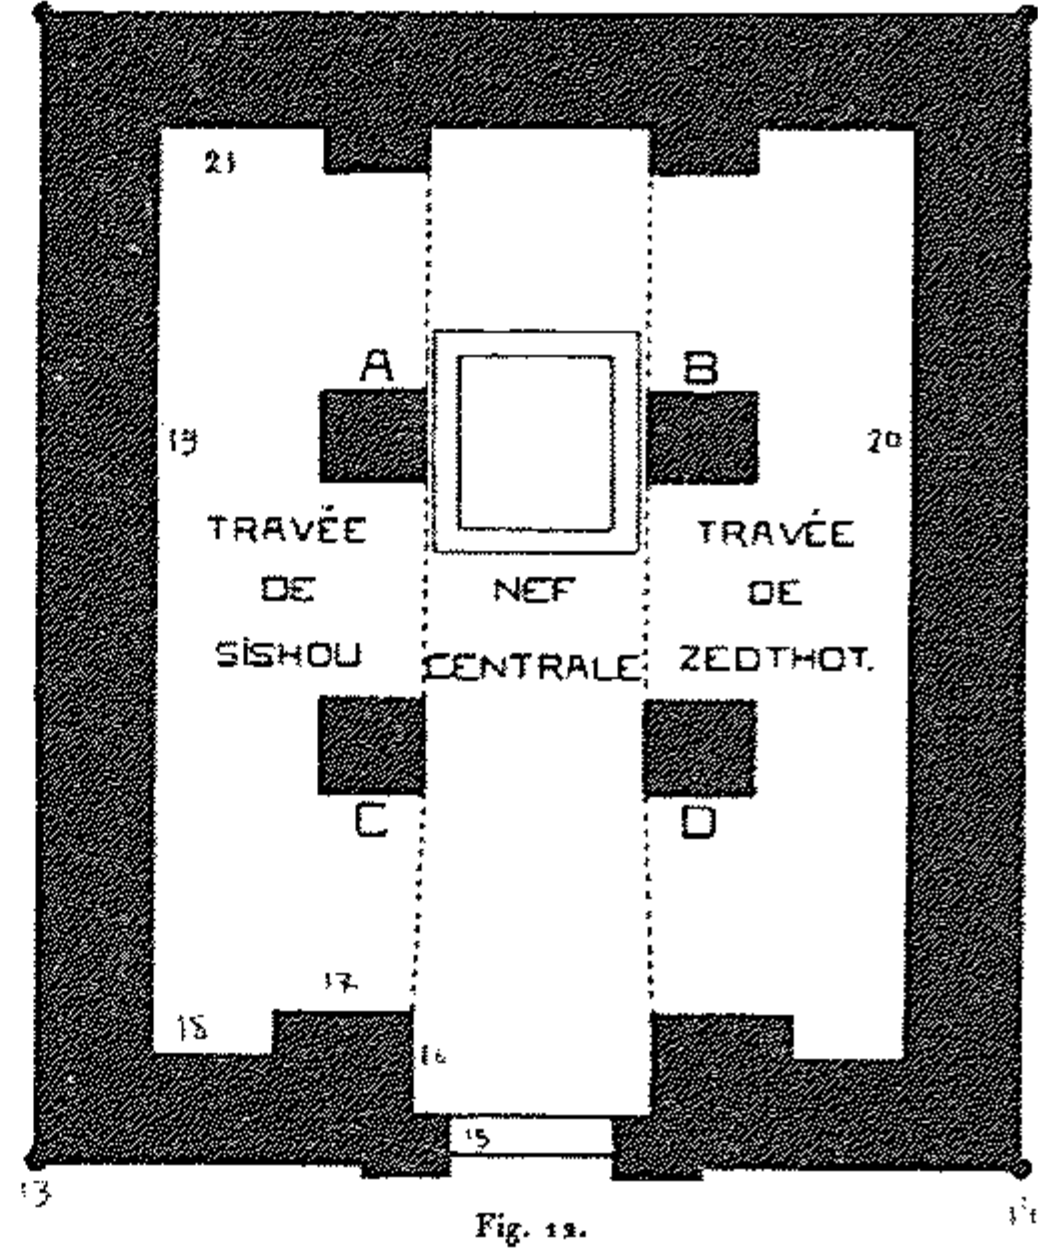 21
A
B
19
20
TRAVÉE
DE
SISHOU
NEF
CENTRALE
TRAVÉE
DE
ZEDTHOT.
C
D
17
18
16
15
13
Fig. 12.